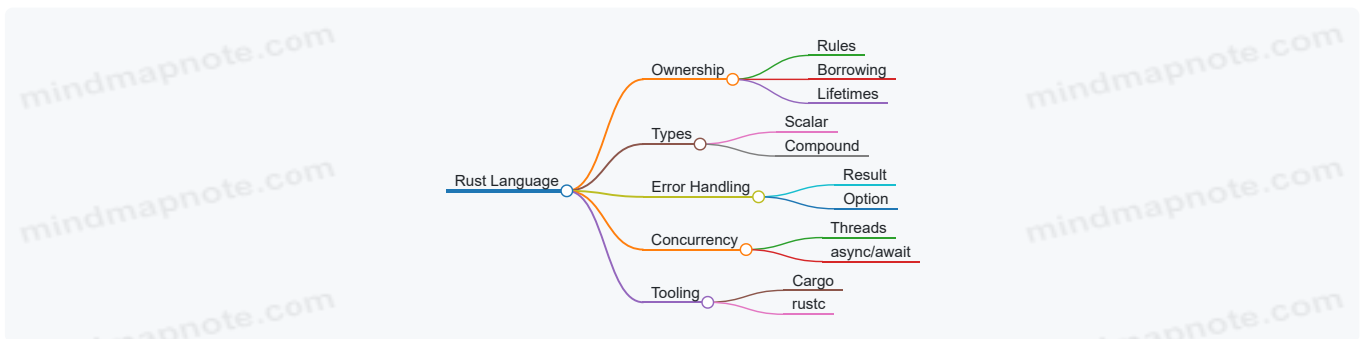 Rust Language
Ownership
Rules
Borrowing
Lifetimes
Types
Scalar
Compound
Error Handling
Result
Option
Concurrency
Threads
async/await
Tooling
Cargo
rustc
mindmapnote.com
mindmapnote.com
mindmapnote.com
mindmapnote.com
mindmapnote.com
mindmapnote.com